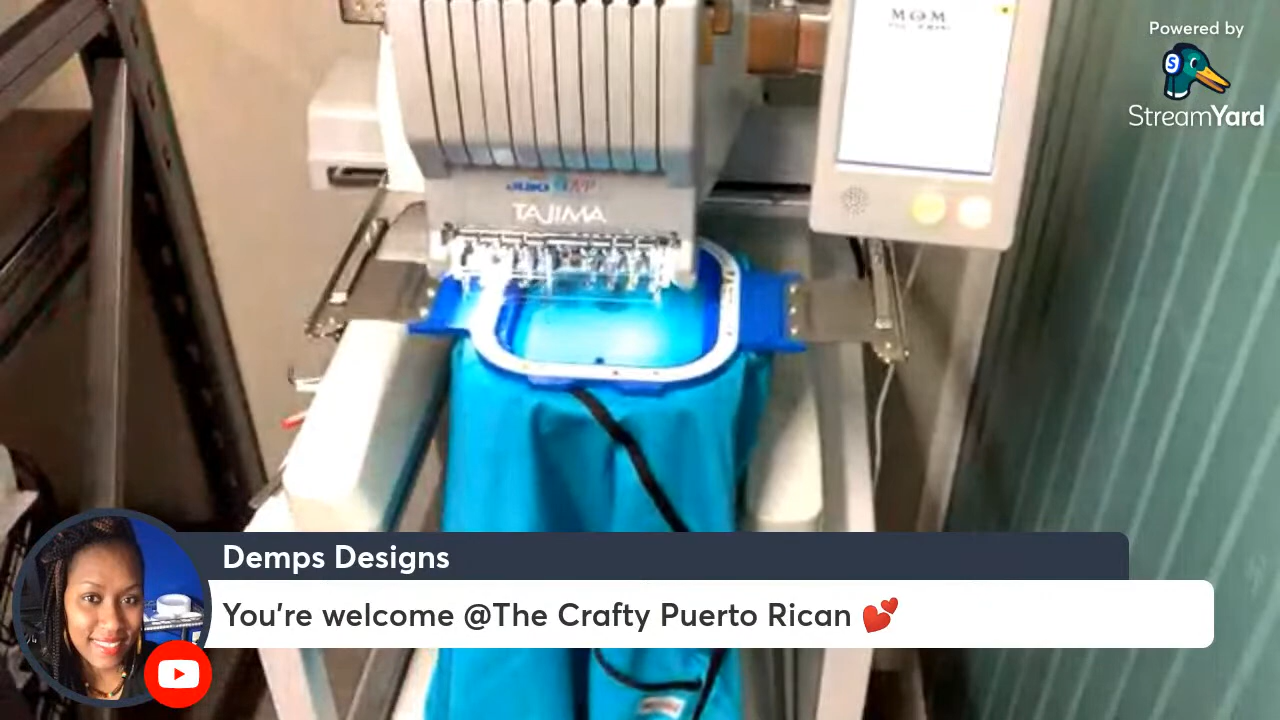 Powered by
StreamYard
TAJIMA
Demps Designs
You're welcome @The Crafty Puerto Rican 💕